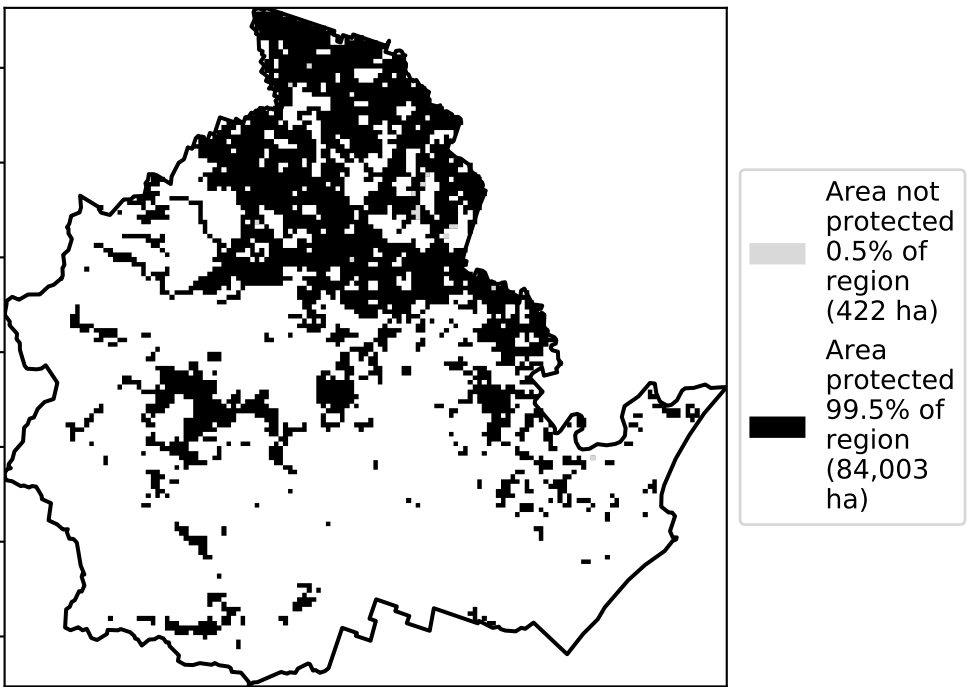 Area not
protected
0.5% of
region
(422 ha)
Area
protected
99.5% of
region
(84,003
ha)